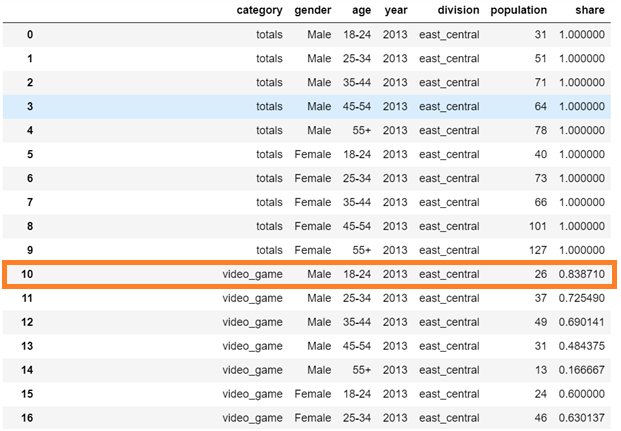 category gender age year division population share
0 totals Male 18-24 2013 east_central 31 1.000000
1 totals Male 25-34 2013 east_central 51 1.000000
2 totals Male 35-44 2013 east_central 71 1.000000
3 totals Male 45-54 2013 east_central 64 1.000000
4 totals Male 55+ 2013 east_central 78 1.000000
5 totals Female 18-24 2013 east_central 40 1.000000
6 totals Female 25-34 2013 east_central 73 1.000000
7 totals Female 35-44 2013 east_central 66 1.000000
8 totals Female 45-54 2013 east_central 101 1.000000
9 totals Female 55+ 2013 east_central 127 1.000000
10 video_game Male 18-24 2013 east_central 26 0.838710
11 video_game Male 25-34 2013 east_central 37 0.725490
12 video_game Male 35-44 2013 east_central 49 0.690141
13 video_game Male 45-54 2013 east_central 31 0.484375
14 video_game Male 55+ 2013 east_central 13 0.166667
15 video_game Female 18-24 2013 east_central 24 0.600000
16 video_game Female 25-34 2013 east_central 46 0.630137